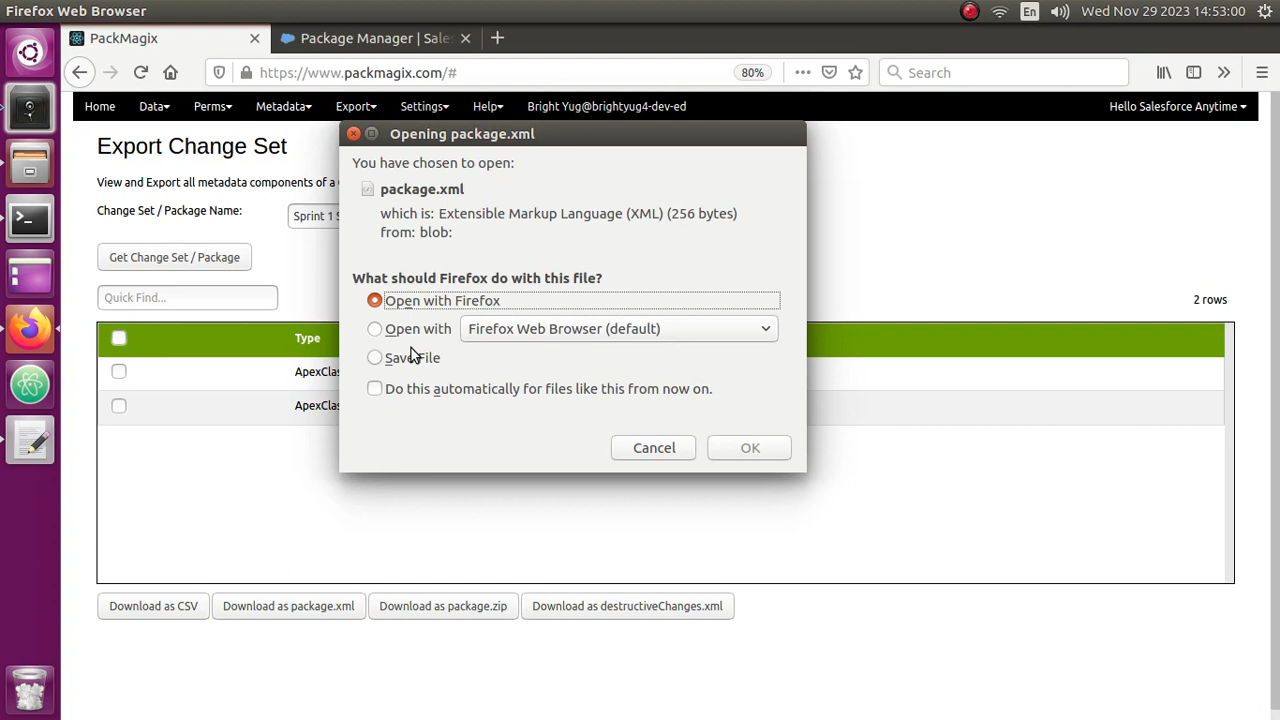 Firefox Web Browser
En
Wed Nov 29 2023 14:53:00
PackMagix
Package Manager | Sales
https://www.packmagix.com/#
80%
Search
Home
Data
Perms
Metadata
Export
Settings
Help
Bright Yug@brightyug4-dev-ed
Hello Salesforce Anytime
Export Change Set
View and Export all metadata components of a
Change Set / Package Name:
Sprint 1
Get Change Set / Package
Quick Find...
2 rows
Type
ApexClas
ApexClas
Opening package.xml
You have chosen to open:
package.xml
which is: Extensible Markup Language (XML) (256 bytes)
from: blob:
What should Firefox do with this file?
Open with Firefox
Open with
Firefox Web Browser (default)
Save File
Do this automatically for files like this from now on.
Cancel
OK
Download as CSV
Download as package.xml
Download as package.zip
Download as destructiveChanges.xml